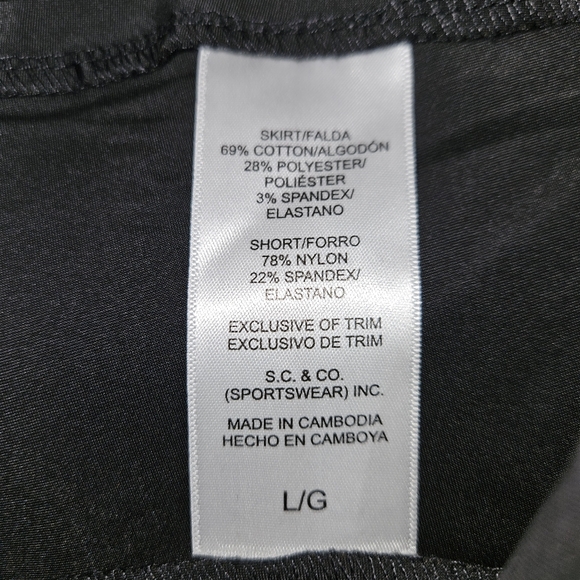 SKIRT/FALDA
69% COTTON/ALGODÓN
28% POLYESTER/
POLIÉSTER
3% SPANDEX/
ELASTANO
SHORT/FORRO
78% NYLON
22% SPANDEX/
ELASTANO
EXCLUSIVE OF TRIM
EXCLUSIVO DE TRIM
S.C. & CO.
(SPORTSWEAR) INC.
MADE IN CAMBODIA
HECHO EN CAMBOYA
L/G